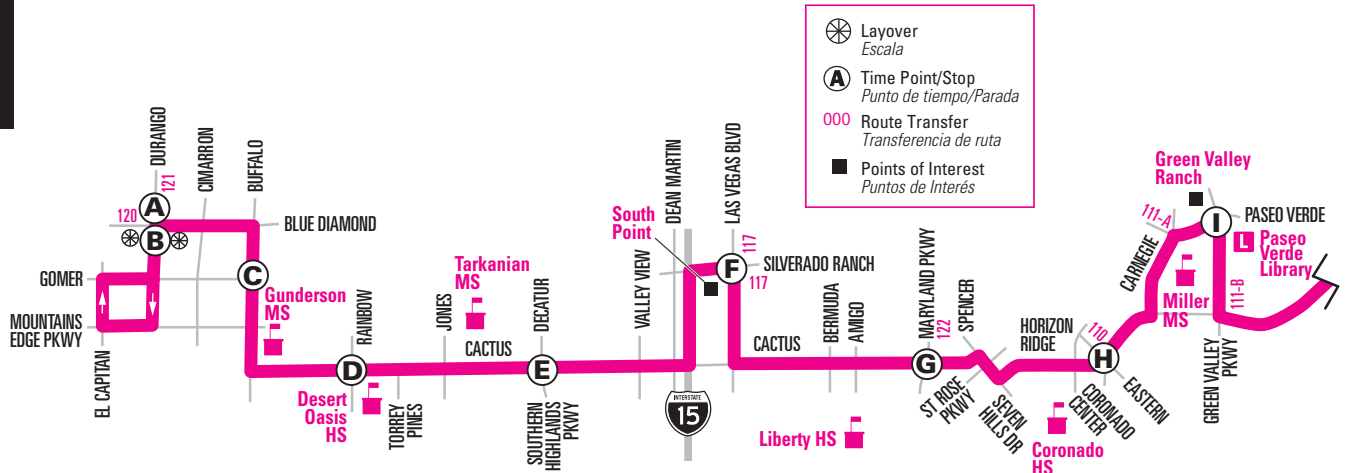 Layover
Escala
A
Time Point/Stop
Punto de tiempo/Parada
000
Route Transfer
Transferencia de ruta
Points of Interest
Puntos de Interés
DURANGO
121
CIMARRON
BUFFALO
120
A
B
BLUE DIAMOND
GOMER
C
Gunderson
MS
MOUNTAINS
EDGE PKWY
EL CAPITAN
RAINBOW
D
Desert
Oasis
HS
TORREY
PINES
JONES
Tarkanian
MS
CACTUS
DECATUR
E
SOUTHERN
HIGHLANDS
PKWY
VALLEY VIEW
South
Point
DEAN MARTIN
INTERSTATE
15
LAS VEGAS BLVD
117
F
117
SILVERADO RANCH
CACTUS
BERMUDA
AMIGO
Liberty HS
MARYLAND PKWY
122
G
SPENCER
ST ROSE
PKWY
SEVEN
HILLS DR
HORIZON
RIDGE
110
H
Coronado
HS
CORONADO
CENTER
EASTERN
CARNEGIE
111-A
Miller
MS
Green Valley
Ranch
I
PASEO VERDE
L
Paseo
Verde
Library
111-B
GREEN VALLEY
PKWY